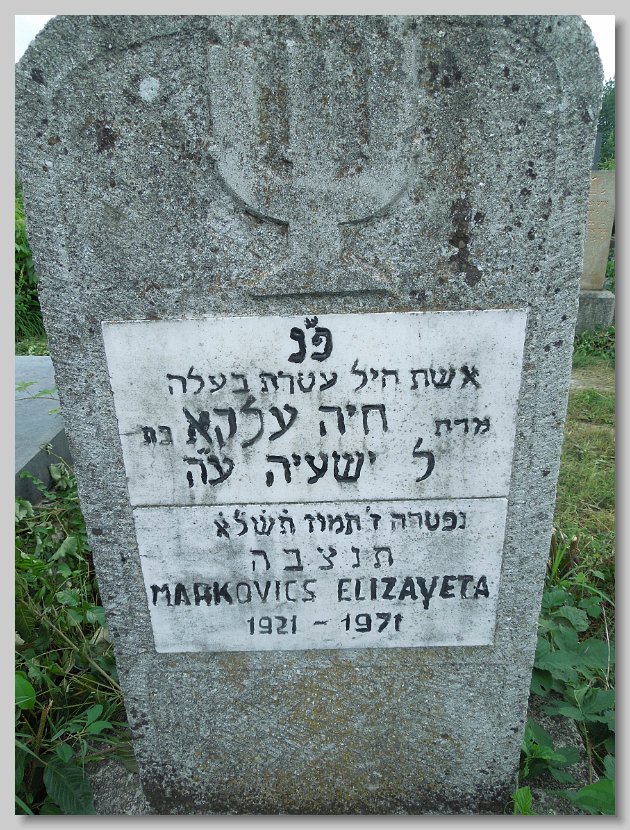 פ״נ
אשת חיל עטרת בעלה
מרת חיה עלקא בת
ל ישעיה ע״ה
נפטרה ז׳ תמוז תשל״א
תנצבה
MARKOVICS ELIZAVETA
1921 - 1971